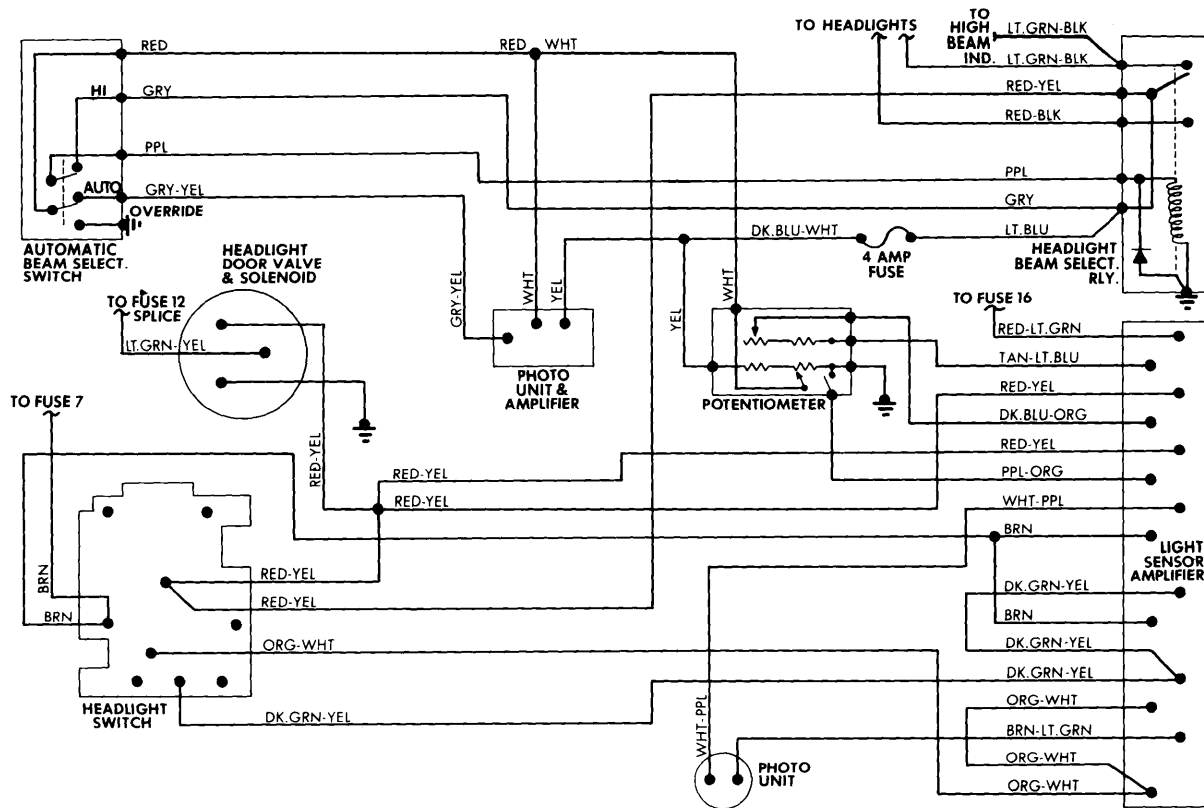 TO HEADLIGHTS
TO
HIGH
BEAM
IND.
LT.GRN-BLK
LT.GRN-BLK
RED-YEL
RED-BLK
RED
RED
WHT
HI
GRY
PPL
PPL
AUTO
GRY-YEL
OVERRIDE
GRY
AUTOMATIC
BEAM SELECT.
SWITCH
HEADLIGHT
DOOR VALVE
& SOLENOID
DK.BLU-WHT
4 AMP
FUSE
LT.BLU
HEADLIGHT
BEAM SELECT.
RLY.
TO FUSE 12
SPLICE
LT.GRN-YEL
GRY-YEL
WHT
YEL
YEL
WHT
PHOTO
UNIT &
AMPLIFIER
POTENTIOMETER
TO FUSE 16
RED-LT.GRN
TAN-LT.BLU
RED-YEL
DK.BLU-ORG
RED-YEL
PPL-ORG
WHT-PPL
BRN
LIGHT
SENSOR
AMPLIFIER
DK.GRN-YEL
BRN
DK.GRN-YEL
DK.GRN-YEL
ORG-WHT
BRN-LT.GRN
ORG-WHT
ORG-WHT
TO FUSE 7
RED-YEL
RED-YEL
RED-YEL
BRN
BRN
RED-YEL
RED-YEL
ORG-WHT
HEADLIGHT
SWITCH
DK.GRN-YEL
WHT-PPL
PHOTO
UNIT